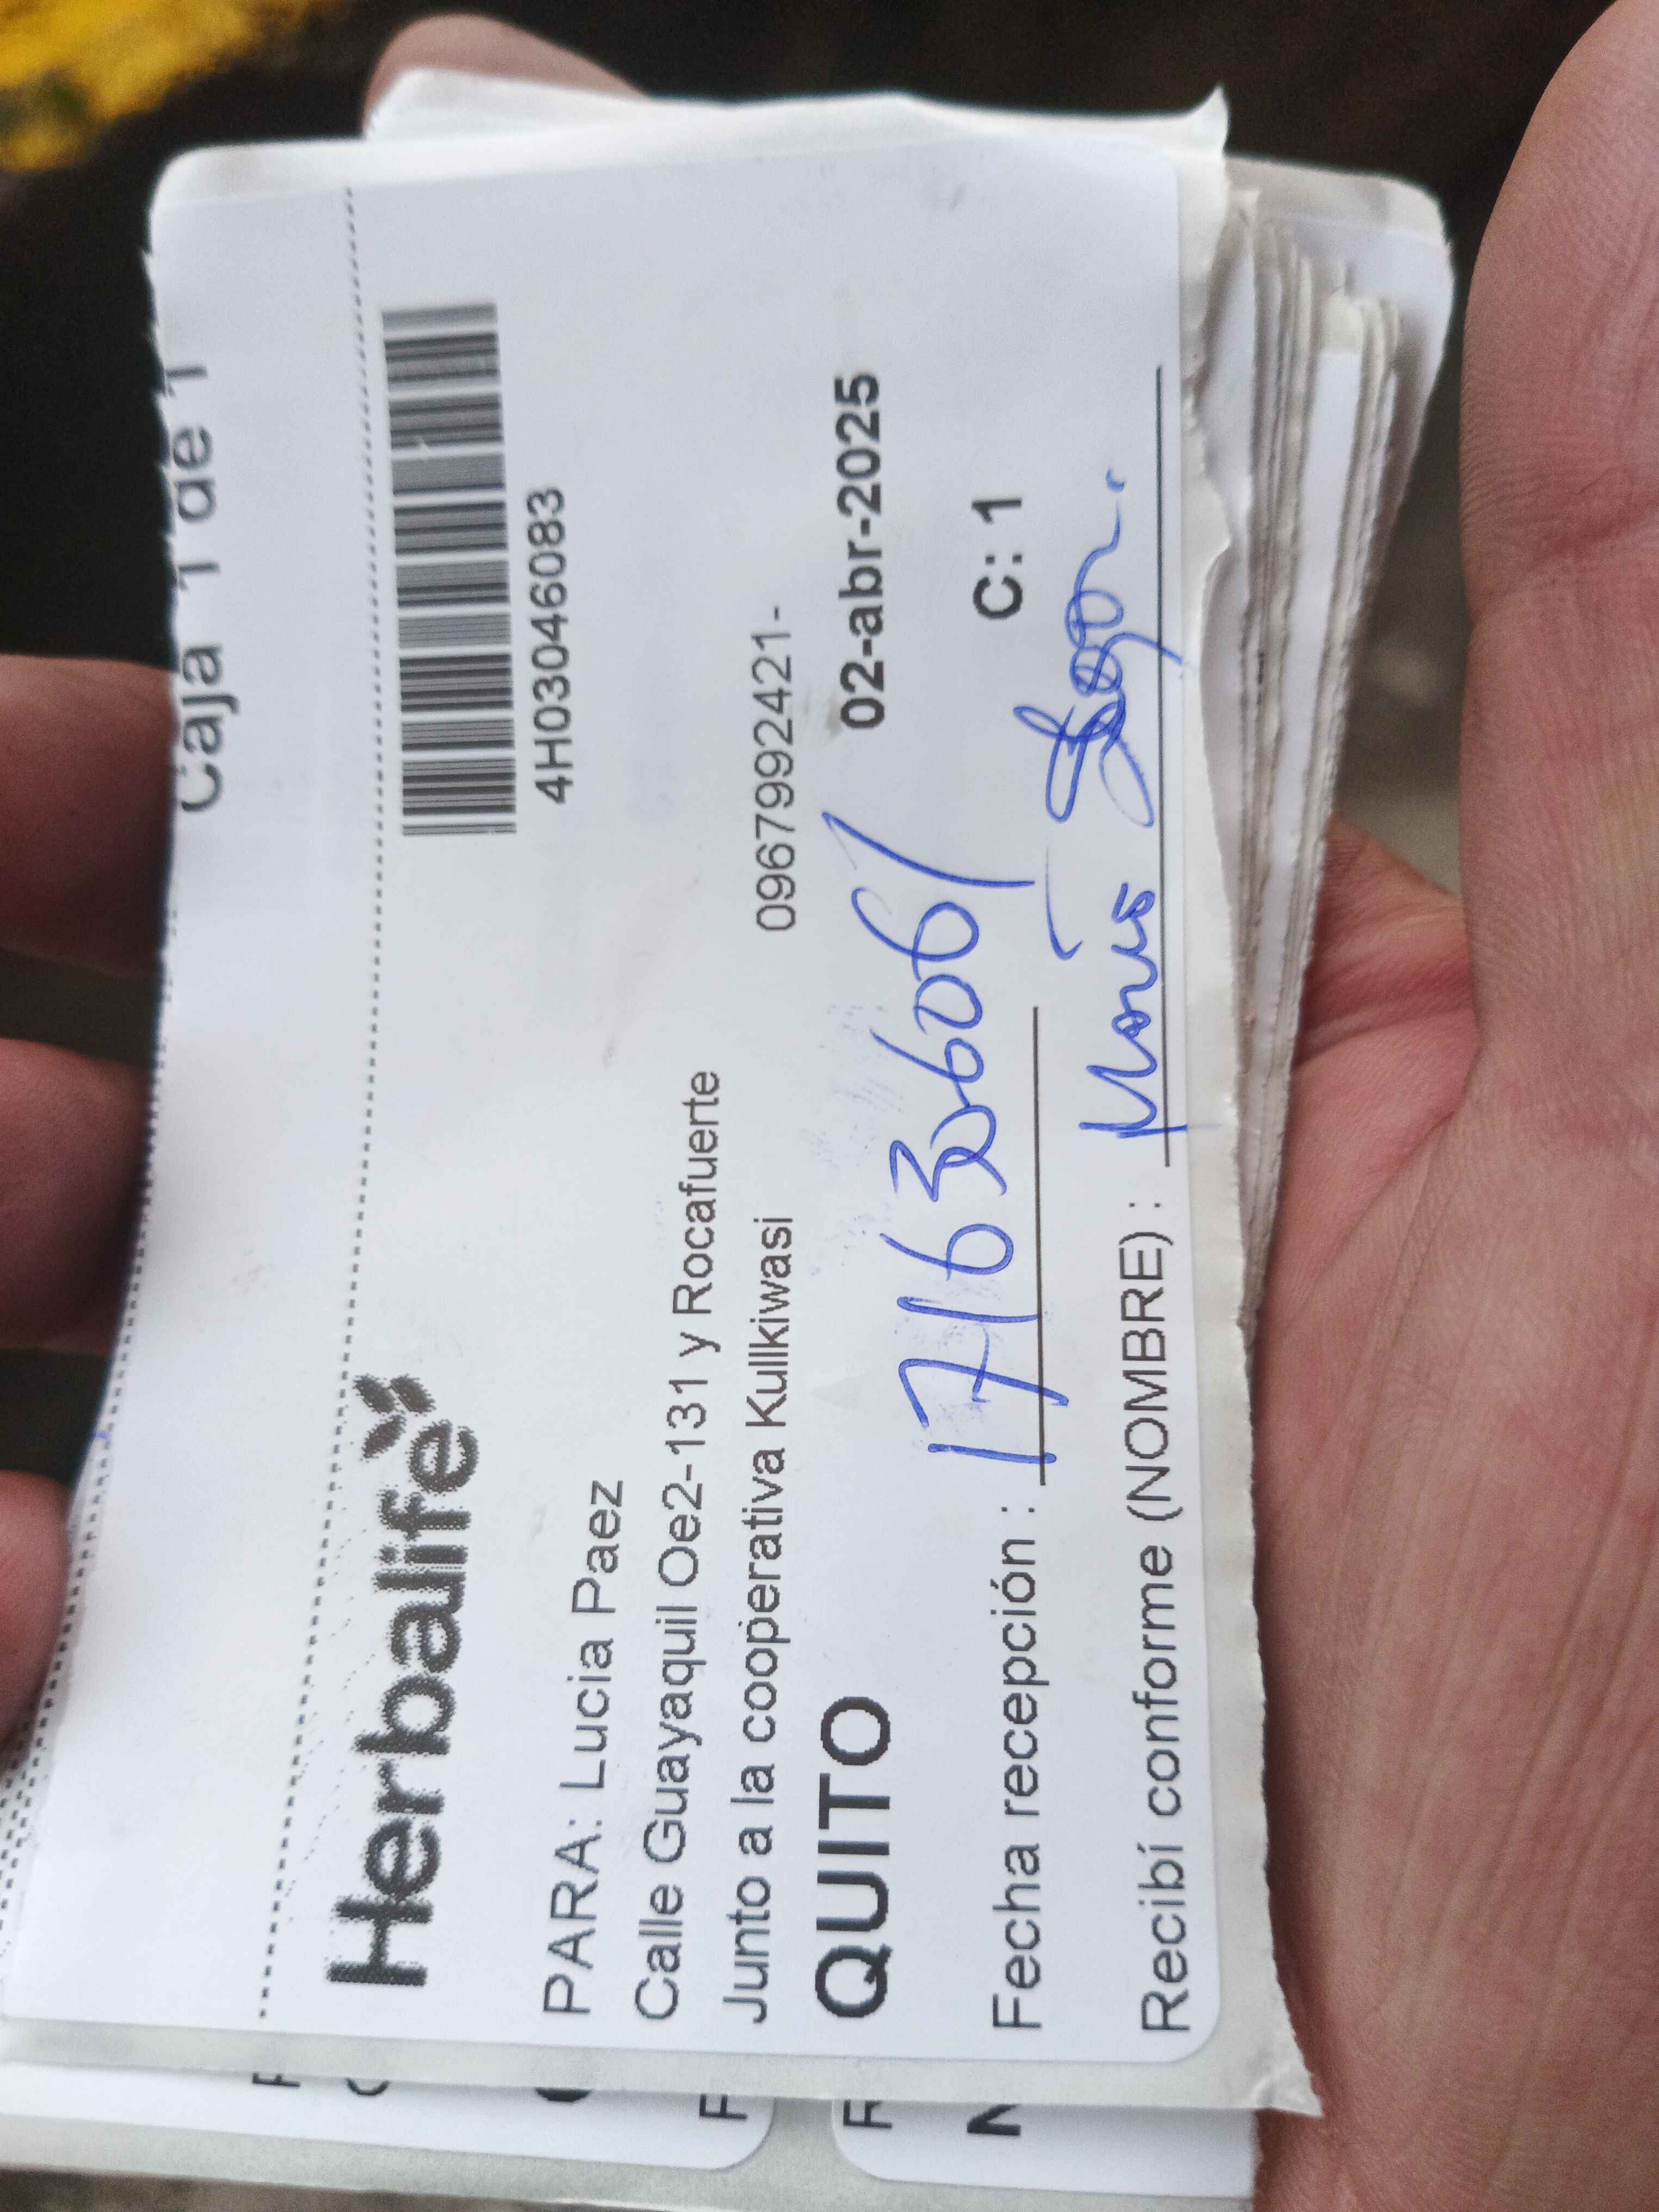 Caja 1 de 1
Herbalife
4H03046083
PARA: Lucia Paez
Calle Guayaquil Oe2-131 y Rocafuerte
Junto a la cooperativa Kullkiwasi
0967992421-
QUITO
02-abr-2025
Fecha recepción : 1716306061
C: 1
Recibí conforme (NOMBRE) :